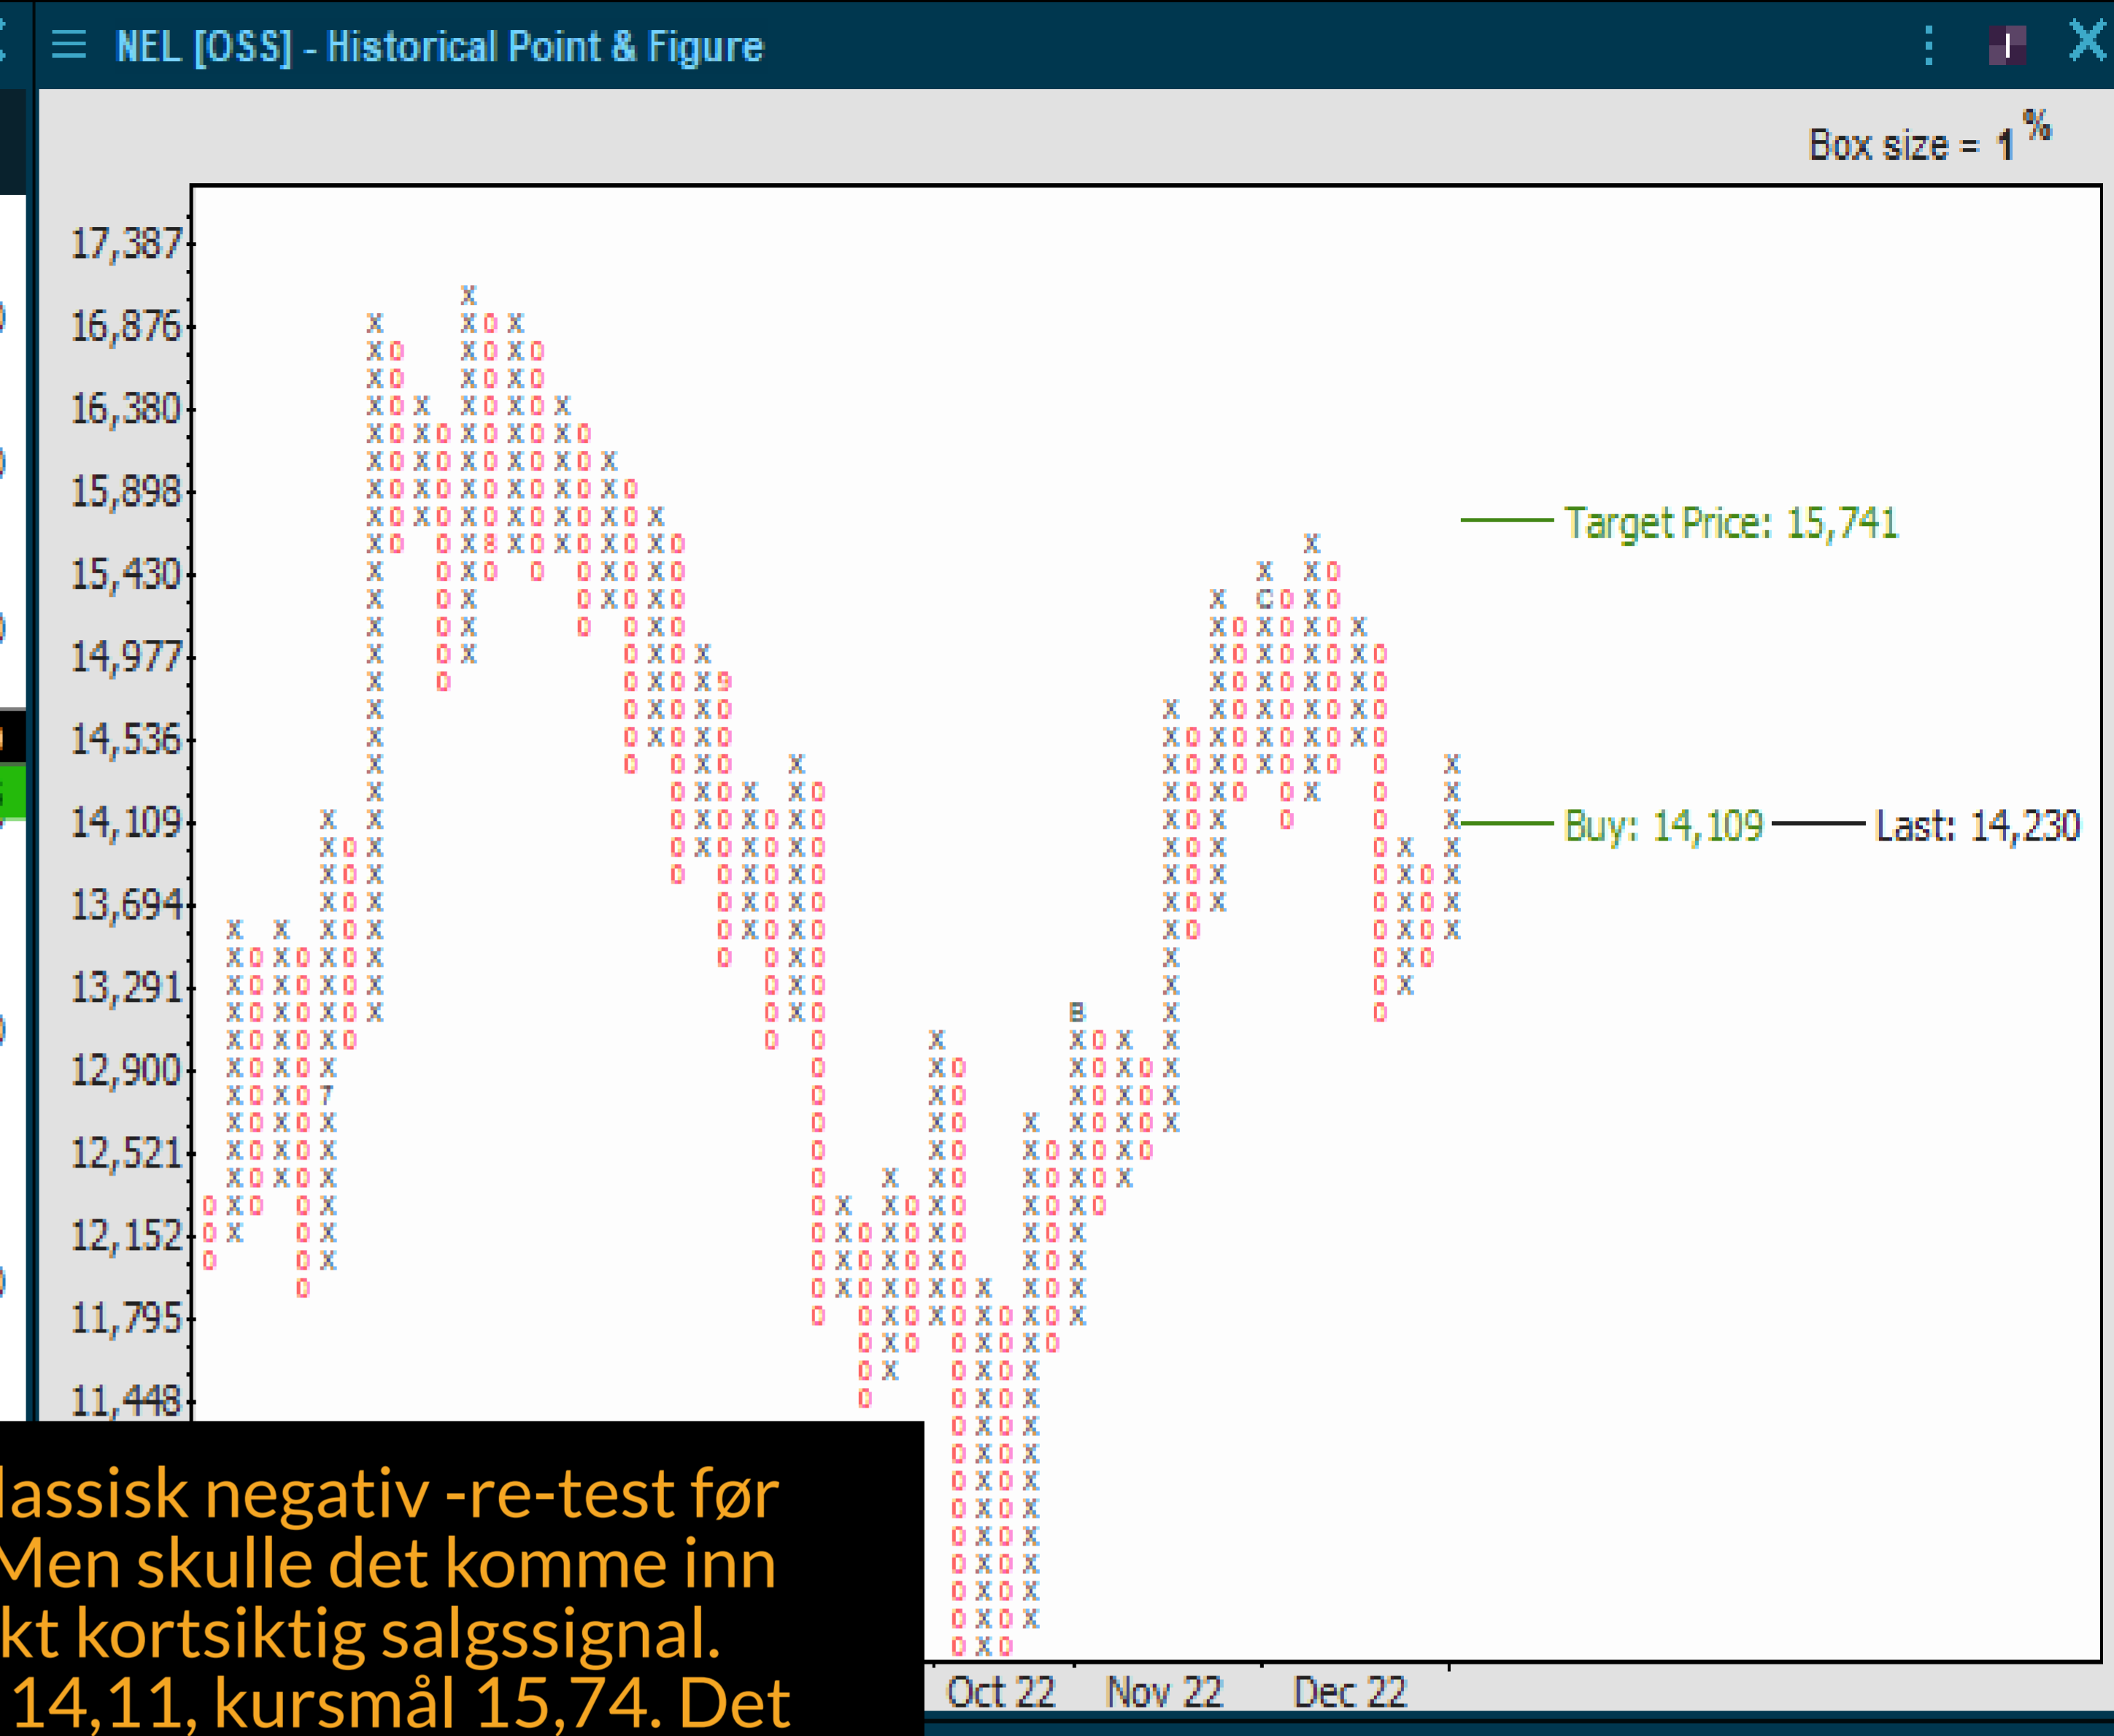 NEL [OSS] - Historical Point & Figure
Box size = 1 %
17,387
16,876
16,380
15,898
15,430
14,977
14,536
14,109
13,694
13,291
12,900
12,521
12,152
11,795
11,448
Target Price: 15,741
Buy: 14,109
Last: 14,230
Oct 22
Nov 22
Dec 22
negativ -re-test før
Men skulle det komme inn
kortsiktig salgssignal.
14,11, kursmål 15,74. Det